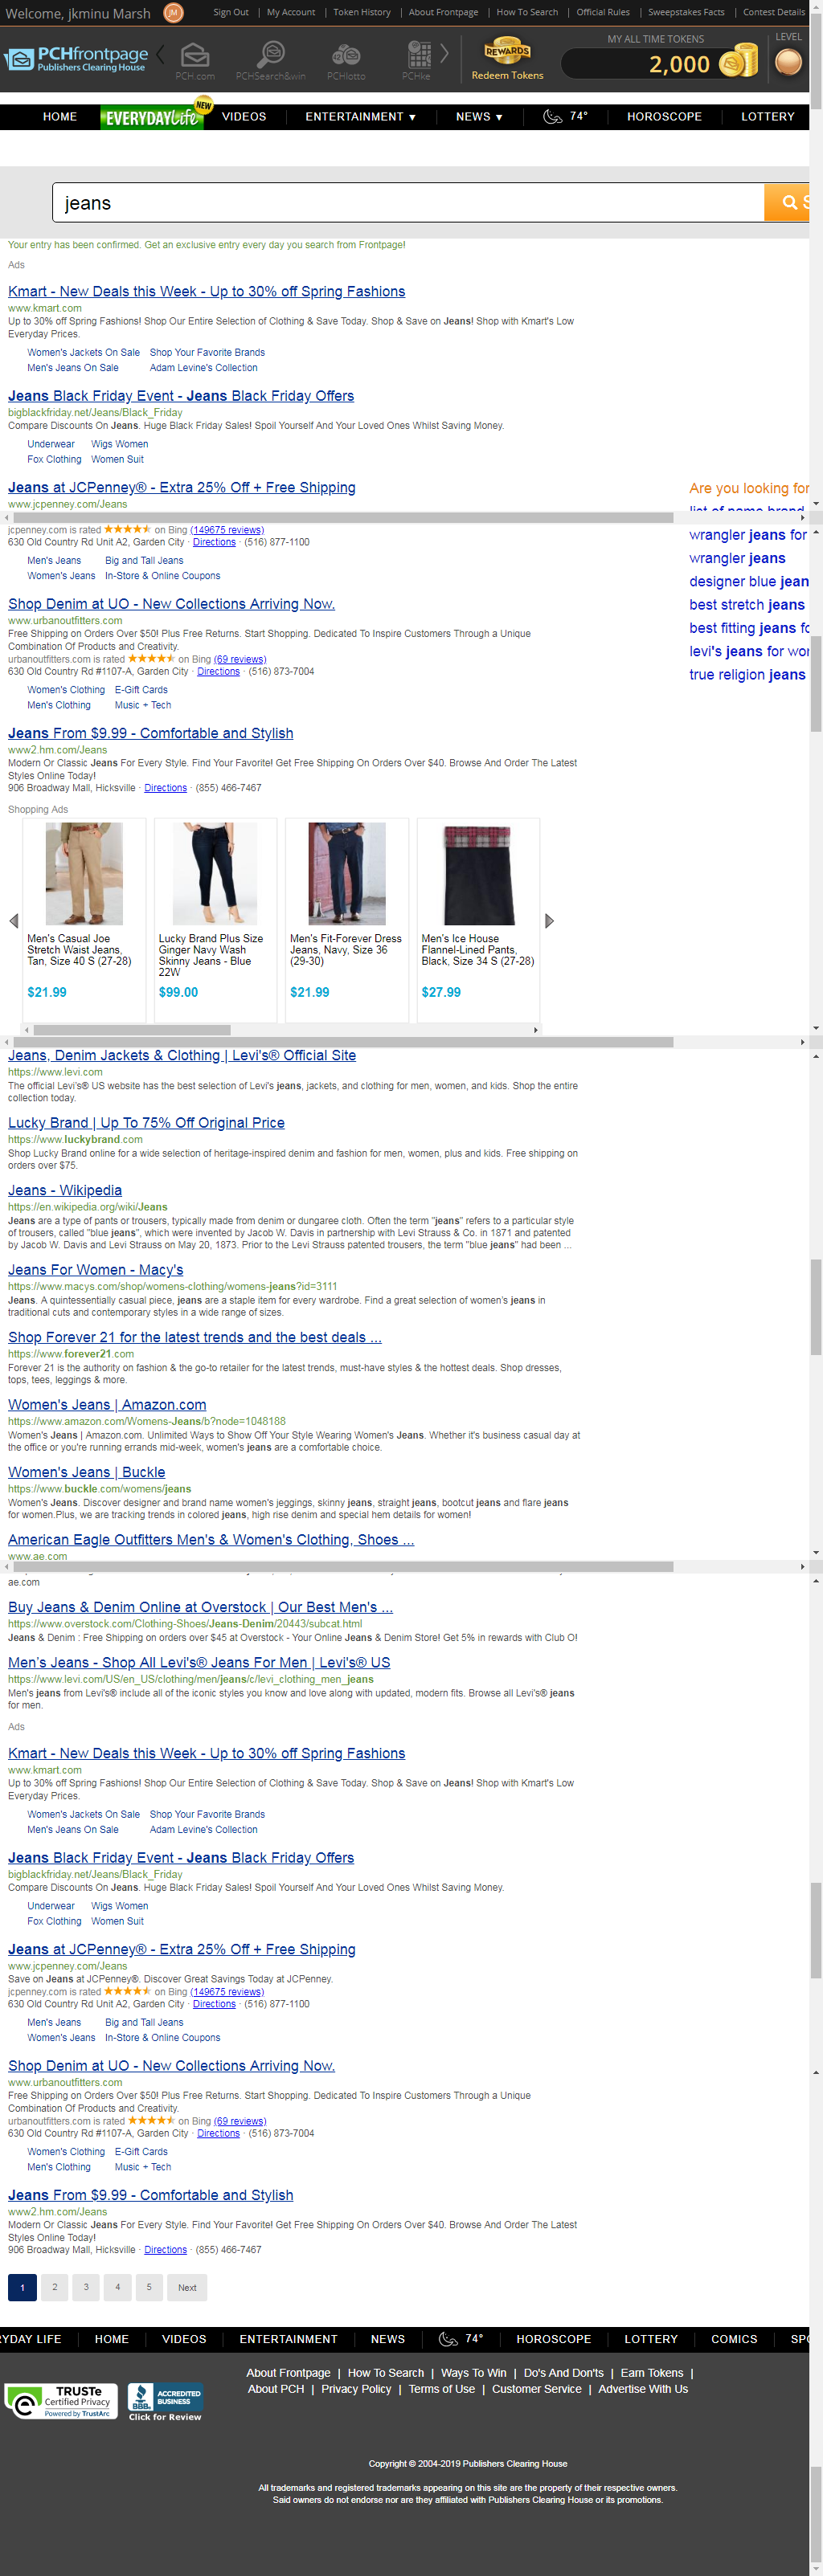 Welcome, jkminu Marsh JM Sign Out | My Account | Token History | About Frontpage | How To Search | Official Rules | Sweepstakes Facts | Contest Details
PCHfrontpage
Publishers Clearing House
PCH.com PCHSearch&win PCHlotto PCHke
REWARDS
Redeem Tokens
MY ALL TIME TOKENS
2,000
LEVEL
HOME EVERYDAY Life NEW VIDEOS ENTERTAINMENT ▼ NEWS ▼ 74° HOROSCOPE LOTTERY
jeans
S
Your entry has been confirmed. Get an exclusive entry every day you search from Frontpage!
Ads
Kmart - New Deals this Week - Up to 30% off Spring Fashions
www.kmart.com
Up to 30% off Spring Fashions! Shop Our Entire Selection of Clothing & Save Today. Shop & Save on Jeans! Shop with Kmart's Low
Everyday Prices.
Women's Jackets On Sale Shop Your Favorite Brands
Men's Jeans On Sale Adam Levine's Collection
Jeans Black Friday Event - Jeans Black Friday Offers
bigblackfriday.net/Jeans/Black_Friday
Compare Discounts On Jeans. Huge Black Friday Sales! Spoil Yourself And Your Loved Ones Whilst Saving Money.
Underwear Wigs Women
Fox Clothing Women Suit
Jeans at JCPenney® - Extra 25% Off + Free Shipping
www.jcpenney.com/Jeans
Are you looking for
list of name brand
jcpenney.com is rated on Bing (149675 reviews)
630 Old Country Rd Unit A2, Garden City · Directions · (516) 877-1100
Men's Jeans Big and Tall Jeans
Women's Jeans In-Store & Online Coupons
wrangler jeans for
wrangler jeans
designer blue jean
best stretch jeans
best fitting jeans fo
levi's jeans for wor
true religion jeans
Shop Denim at UO - New Collections Arriving Now.
www.urbanoutfitters.com
Free Shipping on Orders Over $50! Plus Free Returns. Start Shopping. Dedicated To Inspire Customers Through a Unique
Combination Of Products and Creativity.
urbanoutfitters.com is rated on Bing (69 reviews)
630 Old Country Rd #1107-A, Garden City · Directions · (516) 873-7004
Women's Clothing E-Gift Cards
Men's Clothing Music + Tech
Jeans From $9.99 - Comfortable and Stylish
www2.hm.com/Jeans
Modern Or Classic Jeans For Every Style. Find Your Favorite! Get Free Shipping On Orders Over $40. Browse And Order The Latest
Styles Online Today!
906 Broadway Mall, Hicksville · Directions · (855) 466-7467
Shopping Ads
Men's Casual Joe
Stretch Waist Jeans,
Tan, Size 40 S (27-28)
$21.99
Lucky Brand Plus Size
Ginger Navy Wash
Skinny Jeans - Blue
22W
$99.00
Men's Fit-Forever Dress
Jeans, Navy, Size 36
(29-30)
$21.99
Men's Ice House
Flannel-Lined Pants,
Black, Size 34 S (27-28)
$27.99
Jeans, Denim Jackets & Clothing | Levi's® Official Site
https://www.levi.com
The official Levi's® US website has the best selection of Levi's jeans, jackets, and clothing for men, women, and kids. Shop the entire
collection today.
Lucky Brand | Up To 75% Off Original Price
https://www.luckybrand.com
Shop Lucky Brand online for a wide selection of heritage-inspired denim and fashion for men, women, plus and kids. Free shipping on
orders over $75.
Jeans - Wikipedia
https://en.wikipedia.org/wiki/Jeans
Jeans are a type of pants or trousers, typically made from denim or dungaree cloth. Often the term "jeans" refers to a particular style
of trousers, called "blue jeans", which were invented by Jacob W. Davis in partnership with Levi Strauss & Co. in 1871 and patented
by Jacob W. Davis and Levi Strauss on May 20, 1873. Prior to the Levi Strauss patented trousers, the term "blue jeans" had been ...
Jeans For Women - Macy's
https://www.macys.com/shop/womens-clothing/womens-jeans?id=3111
Jeans. A quintessentially casual piece, jeans are a staple item for every wardrobe. Find a great selection of women's jeans in
traditional cuts and contemporary styles in a wide range of sizes.
Shop Forever 21 for the latest trends and the best deals ...
https://www.forever21.com
Forever 21 is the authority on fashion & the go-to retailer for the latest trends, must-have styles & the hottest deals. Shop dresses,
tops, tees, leggings & more.
Women's Jeans | Amazon.com
https://www.amazon.com/Womens-Jeans/b?node=1048188
Women's Jeans | Amazon.com. Unlimited Ways to Show Off Your Style Wearing Women's Jeans. Whether it's business casual day at
the office or you're running errands mid-week, women's jeans are a comfortable choice.
Women's Jeans | Buckle
https://www.buckle.com/womens/jeans
Women's Jeans. Discover designer and brand name women's jeggings, skinny jeans, straight jeans, bootcut jeans and flare jeans
for women.Plus, we are tracking trends in colored jeans, high rise denim and special hem details for women!
American Eagle Outfitters Men's & Women's Clothing, Shoes ...
www.ae.com
ae.com
Buy Jeans & Denim Online at Overstock | Our Best Men's ...
https://www.overstock.com/Clothing-Shoes/Jeans-Denim/20443/subcat.html
Jeans & Denim : Free Shipping on orders over $45 at Overstock - Your Online Jeans & Denim Store! Get 5% in rewards with Club O!
Men's Jeans - Shop All Levi's® Jeans For Men | Levi's® US
https://www.levi.com/US/en_US/clothing/men/jeans/c/levi_clothing_men_jeans
Men's jeans from Levi's® include all of the iconic styles you know and love along with updated, modern fits. Browse all Levi's® jeans
for men.
Ads
Kmart - New Deals this Week - Up to 30% off Spring Fashions
www.kmart.com
Up to 30% off Spring Fashions! Shop Our Entire Selection of Clothing & Save Today. Shop & Save on Jeans! Shop with Kmart's Low
Everyday Prices.
Women's Jackets On Sale Shop Your Favorite Brands
Men's Jeans On Sale Adam Levine's Collection
Jeans Black Friday Event - Jeans Black Friday Offers
bigblackfriday.net/Jeans/Black_Friday
Compare Discounts On Jeans. Huge Black Friday Sales! Spoil Yourself And Your Loved Ones Whilst Saving Money.
Underwear Wigs Women
Fox Clothing Women Suit
Jeans at JCPenney® - Extra 25% Off + Free Shipping
www.jcpenney.com/Jeans
Save on Jeans at JCPenney®. Discover Great Savings Today at JCPenney.
jcpenney.com is rated on Bing (149675 reviews)
630 Old Country Rd Unit A2, Garden City · Directions · (516) 877-1100
Men's Jeans Big and Tall Jeans
Women's Jeans In-Store & Online Coupons
Shop Denim at UO - New Collections Arriving Now.
www.urbanoutfitters.com
Free Shipping on Orders Over $50! Plus Free Returns. Start Shopping. Dedicated To Inspire Customers Through a Unique
Combination Of Products and Creativity.
urbanoutfitters.com is rated on Bing (69 reviews)
630 Old Country Rd #1107-A, Garden City · Directions · (516) 873-7004
Women's Clothing E-Gift Cards
Men's Clothing Music + Tech
Jeans From $9.99 - Comfortable and Stylish
www2.hm.com/Jeans
Modern Or Classic Jeans For Every Style. Find Your Favorite! Get Free Shipping On Orders Over $40. Browse And Order The Latest
Styles Online Today!
906 Broadway Mall, Hicksville · Directions · (855) 466-7467
1 2 3 4 5 Next
YDAY LIFE HOME VIDEOS ENTERTAINMENT NEWS 74° HOROSCOPE LOTTERY COMICS SPO
About Frontpage | How To Search | Ways To Win | Do's And Don'ts | Earn Tokens |
About PCH | Privacy Policy | Terms of Use | Customer Service | Advertise With Us
TRUSTe
Certified Privacy
Powered by TrustArc
BBB ACCREDITED
BUSINESS
Click for Review
Copyright © 2004-2019 Publishers Clearing House
All trademarks and registered trademarks appearing on this site are the property of their respective owners.
Said owners do not endorse nor are they affiliated with Publishers Clearing House or its promotions.